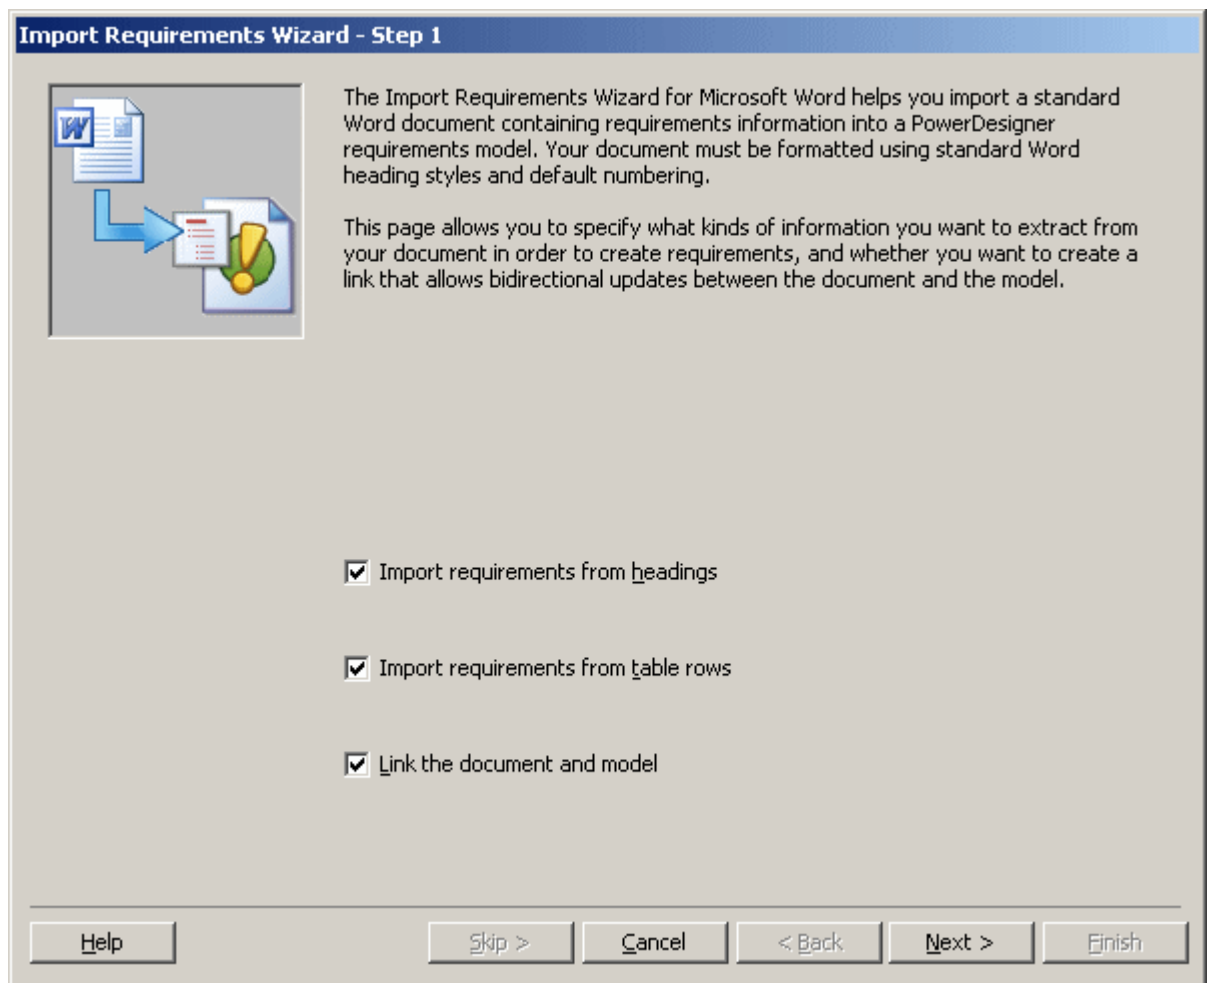 Import Requirements Wizard - Step 1
The Import Requirements Wizard for Microsoft Word helps you import a standard
Word document containing requirements information into a PowerDesigner
requirements model. Your document must be formatted using standard Word
heading styles and default numbering.
This page allows you to specify what kinds of information you want to extract from
your document in order to create requirements, and whether you want to create a
link that allows bidirectional updates between the document and the model.
Import requirements from headings
Import requirements from table rows
Link the document and model
Help Skip > Cancel < Back Next > Finish